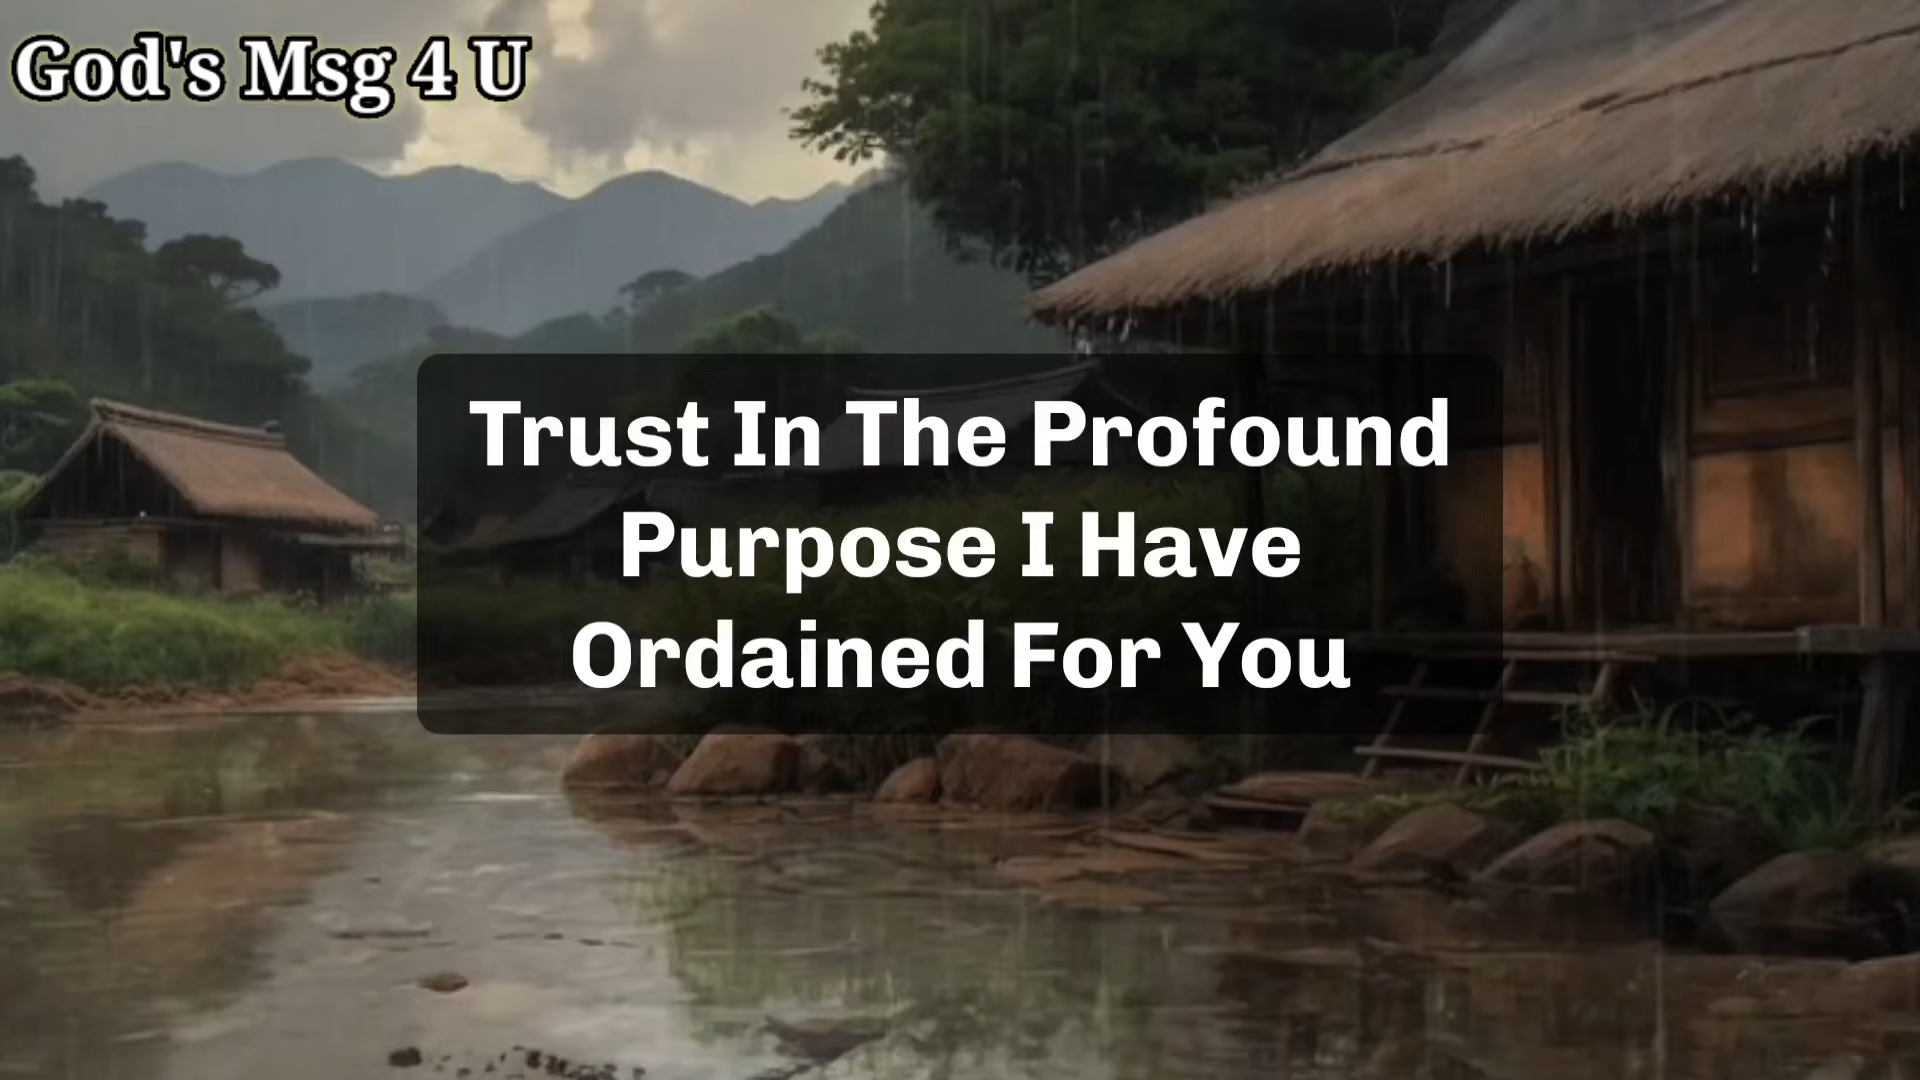 God's Msg 4 U
Trust In The Profound
Purpose I Have
Ordained For You